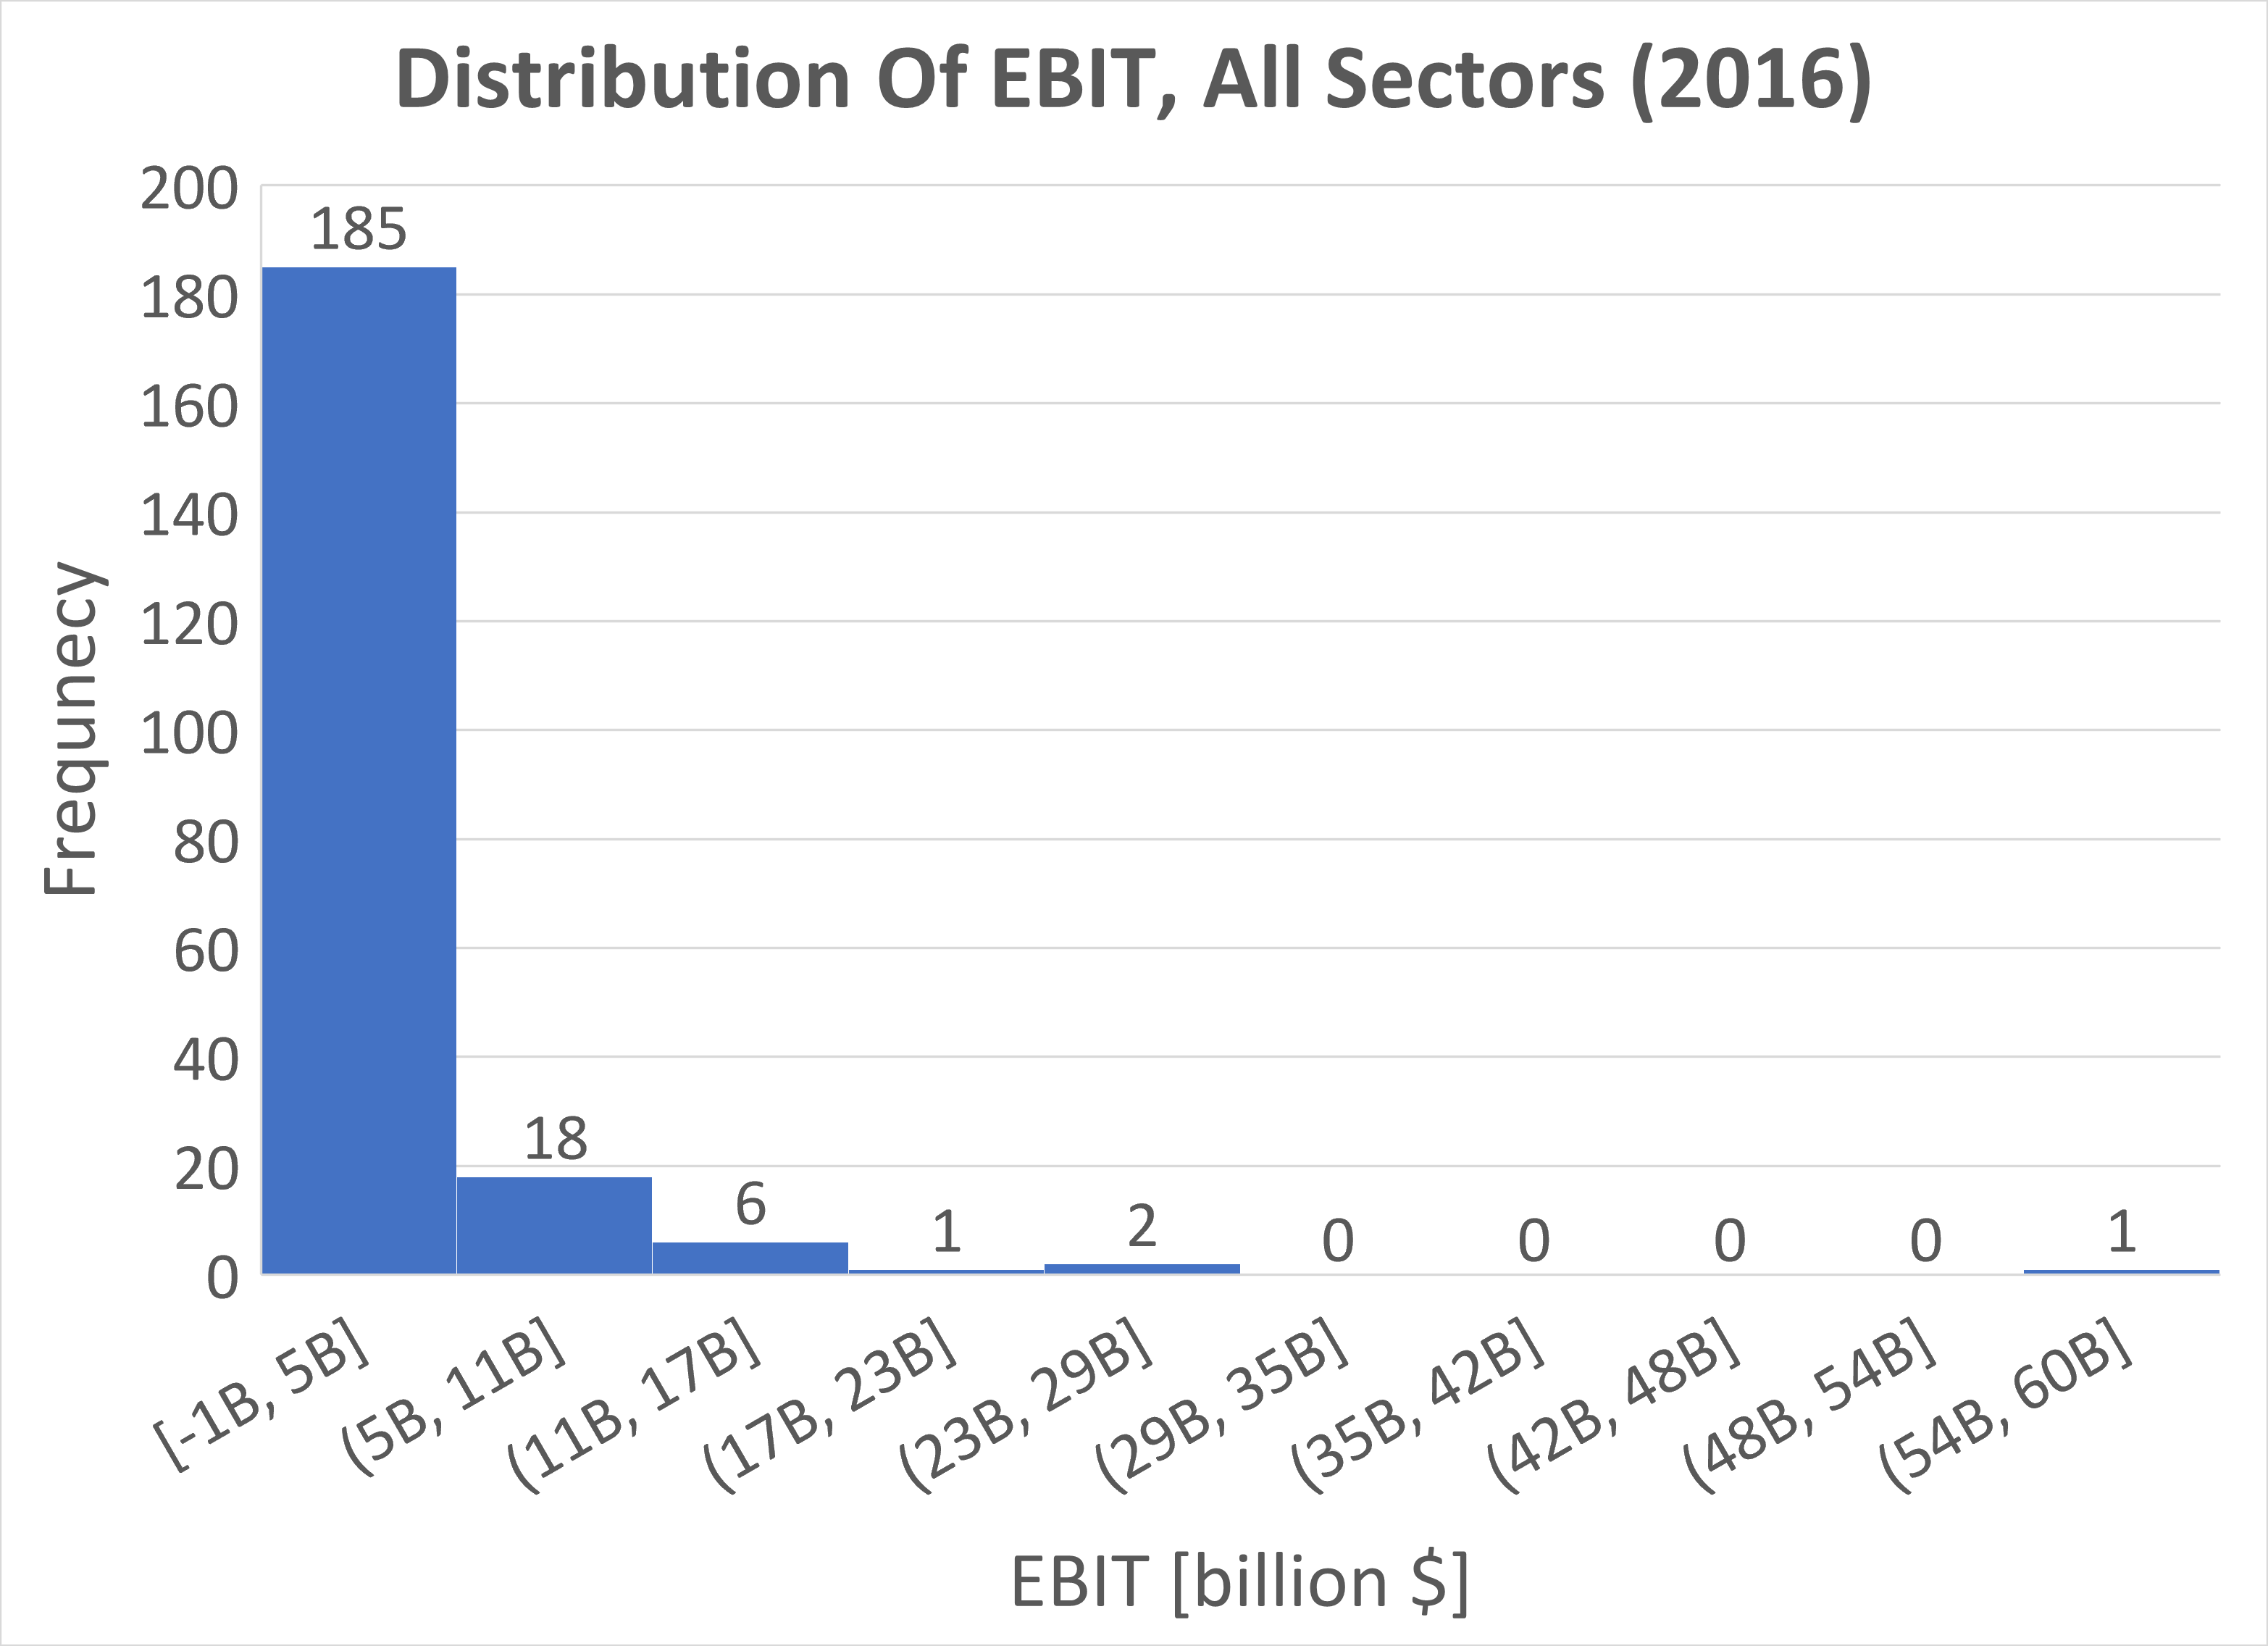 Distribution Of EBIT, All Sectors (2016)
Frequnecy
200
180
160
140
120
100
80
60
40
20
0
185
18
6
1
2
0
0
0
0
1
[-1B, 5B]
(5B, 11B]
(11B, 17B]
(17B, 23B]
(23B, 29B]
(29B, 35B]
(35B, 42B]
(42B, 48B]
(48B, 54B]
(54B, 60B]
EBIT [billion $]